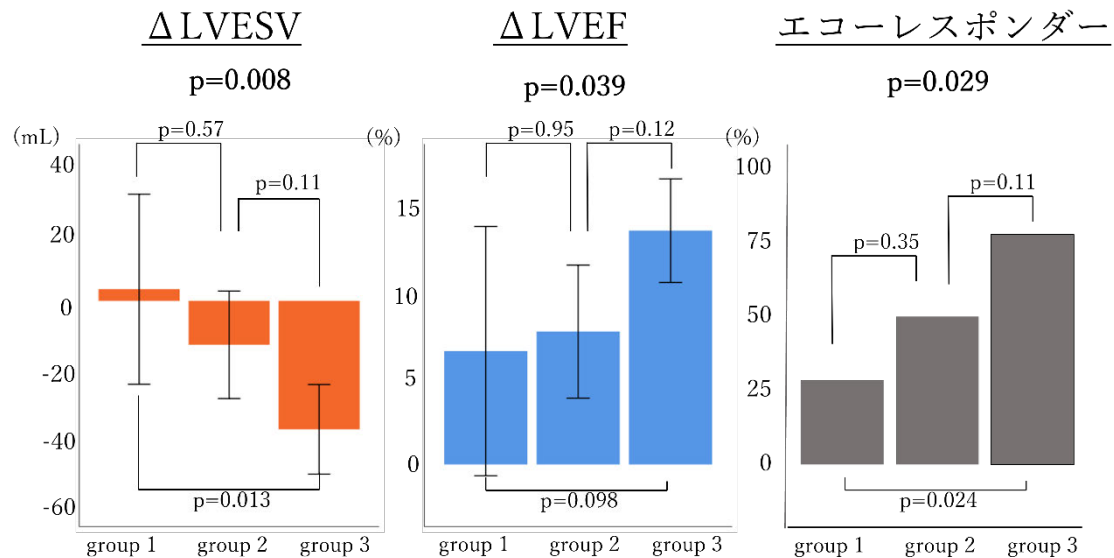 ΔLVESV
p=0.008
(mL)
p=0.57
p=0.11
40
20
0
-20
-40
-60
p=0.013
group 1 group 2 group 3
ΔLVEF
p=0.039
(%)
p=0.95
p=0.12
15
10
5
0
p=0.098
group 1 group 2 group 3
エコーレスポンダー
p=0.029
(%)
p=0.11
p=0.35
100
75
50
25
0
p=0.024
group 1 group 2 group 3